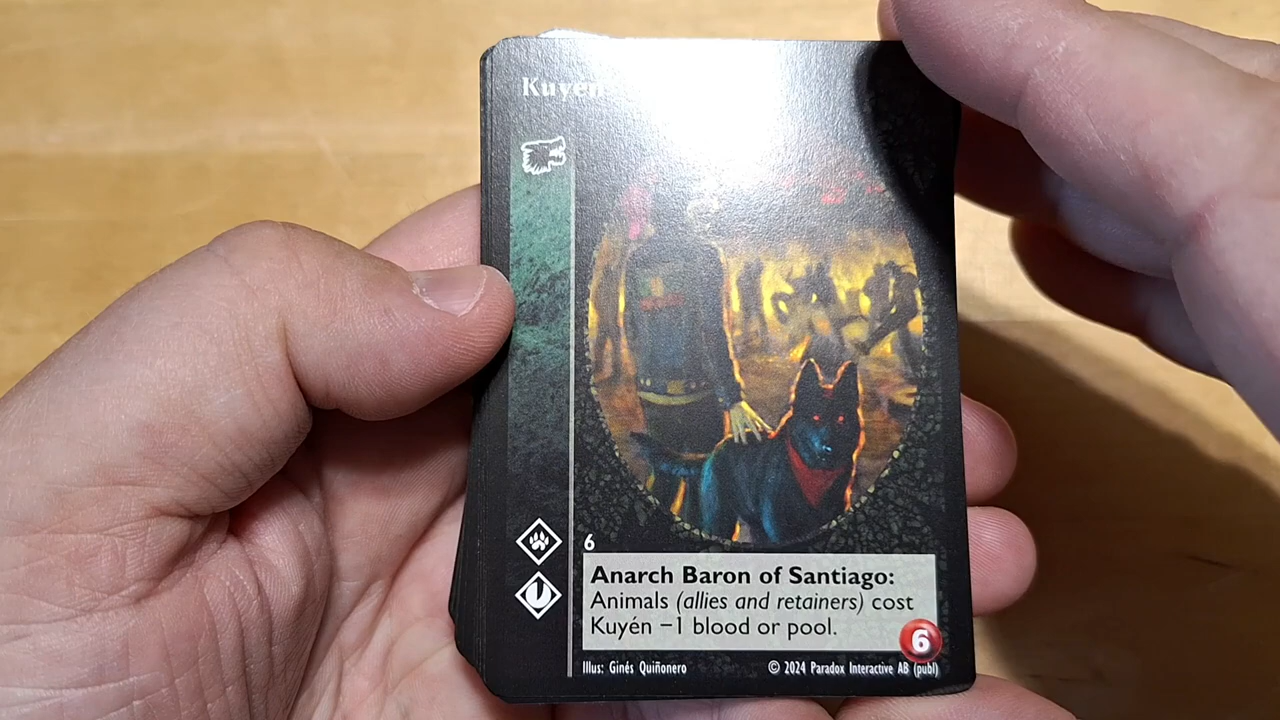 Kuyén
6
Anarch Baron of Santiago:
Animals (allies and retainers) cost
Kuyén −1 blood or pool.
6
Illus: Ginés Quiñonero
© 2024 Paradox Interactive AB (publ)